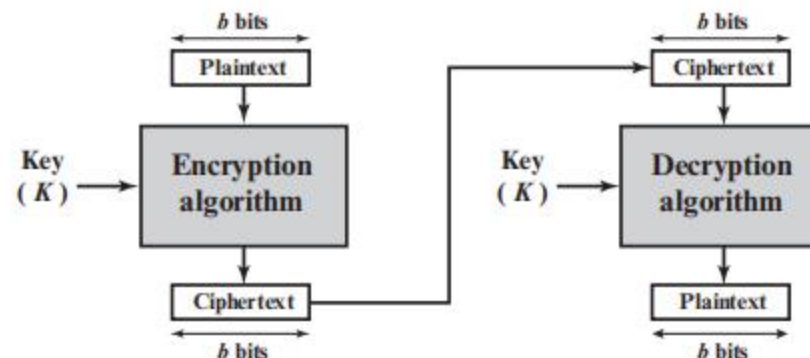 b bits
Plaintext
Key
( K )
Encryption
algorithm
Ciphertext
b bits
b bits
Ciphertext
Key
( K )
Decryption
algorithm
Plaintext
b bits